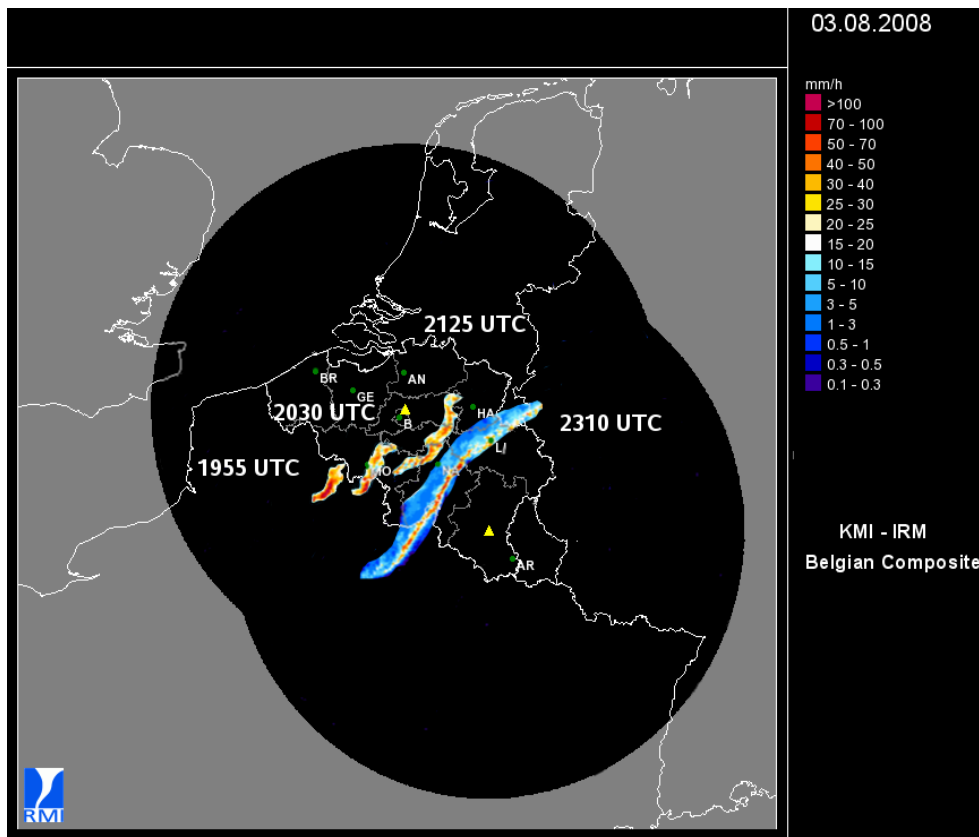 03.08.2008
mm/h
>100
70 - 100
50 - 70
40 - 50
30 - 40
25 - 30
20 - 25
15 - 20
10 - 15
5 - 10
3 - 5
1 - 3
0.5 - 1
0.3 - 0.5
0.1 - 0.3
2125 UTC
BR
AN
GE
2030 UTC
B
HA
2310 UTC
LI
1955 UTC
MO
NA
AR
KMI - IRM
Belgian Composite
RMI